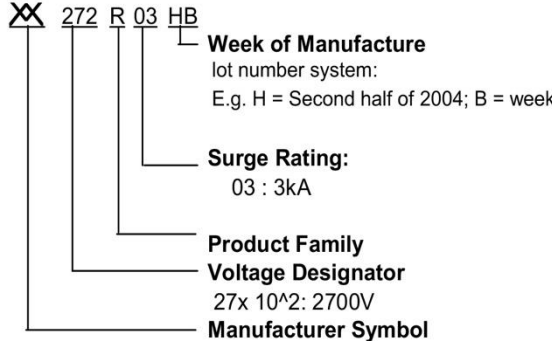 XX 272 R 03 HB
Week of Manufacture
lot number system:
E.g. H = Second half of 2004; B = week
Surge Rating:
03 : 3kA
Product Family
Voltage Designator
27x 10^2: 2700V
Manufacturer Symbol